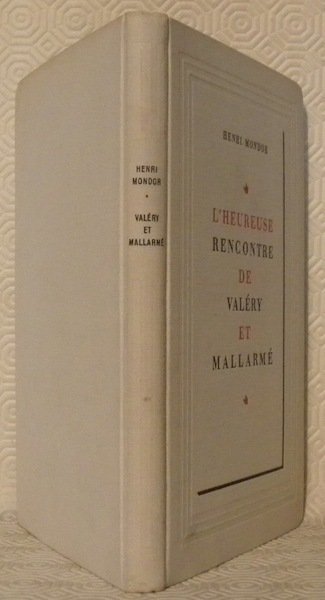 HENRI
MONDOR
VALÉRY
ET
MALLARMÉ
HENRI MONDOR
L'HEUREUSE
RENCONTRE
DE
VALÉRY
ET
MALLARMÉ